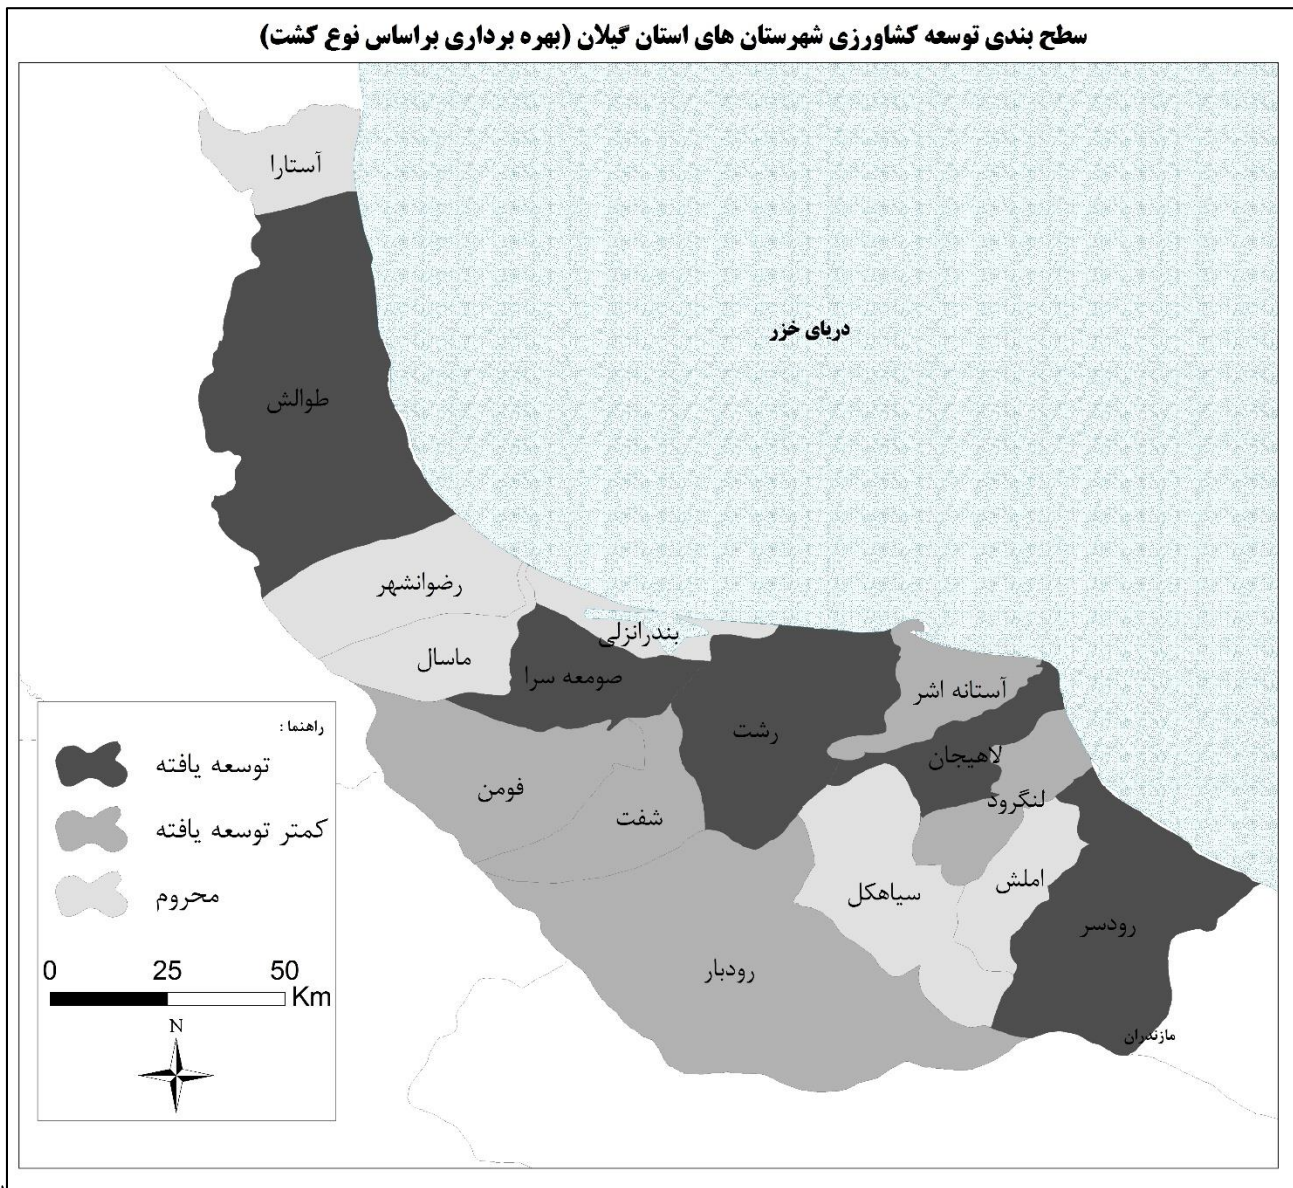 سطح بندی توسعه کشاورزی شهرستان های استان گیلان (بهره برداری براساس نوع کشت)
آستارا
دریای خزر
طوالش
رضوانشهر
بندرانزلی
ماسال
صومعه سرا
آستانه اشر
رشت
لاهیجان
فومن
لنگرود
شفت
املش
سیاهکل
رودسر
رودبار
مازندران
راهنما :
توسعه یافته
کمتر توسعه یافته
محروم
0 25 50
Km
N